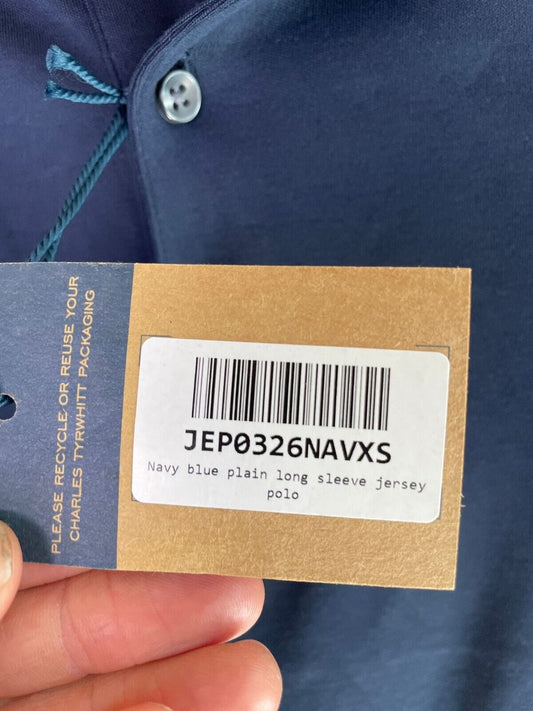 PLEASE RECYCLE OR REUSE YOUR
CHARLES TYRWHITT PACKAGING
JEP0326NAVXS
Navy blue plain long sleeve jersey
polo